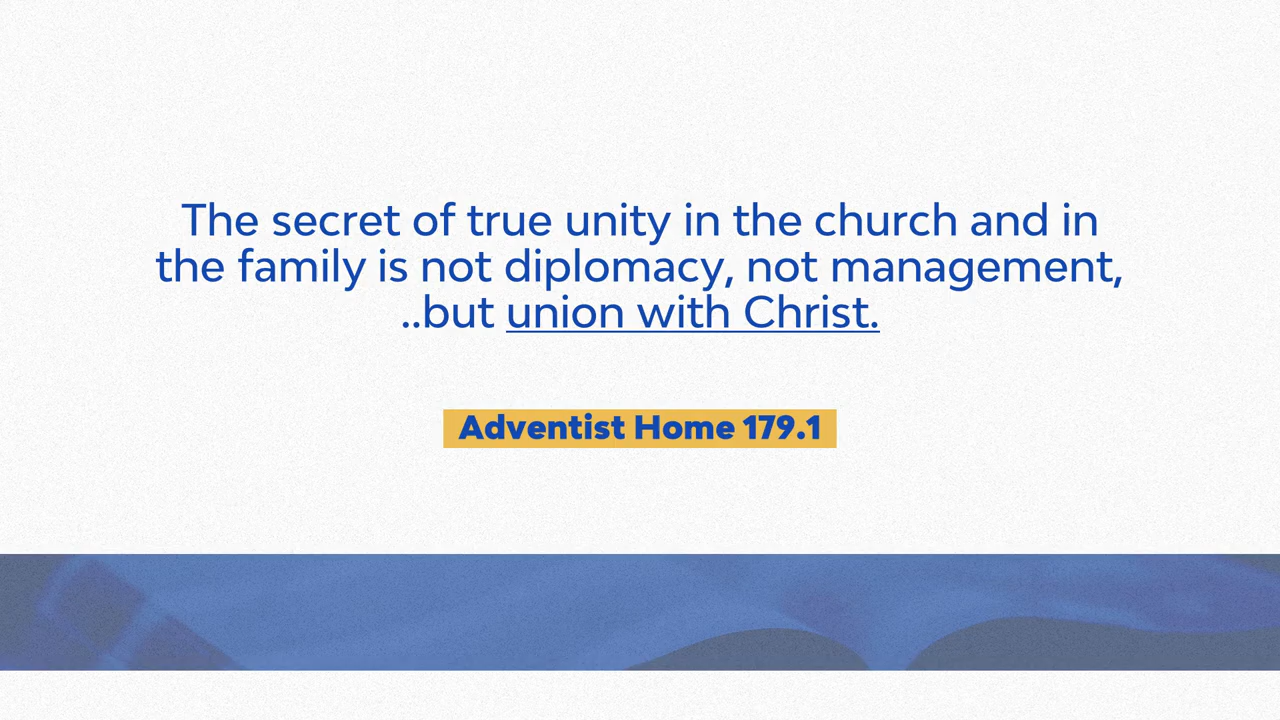 The secret of true unity in the church and in
the family is not diplomacy, not management,
..but union with Christ.
Adventist Home 179.1